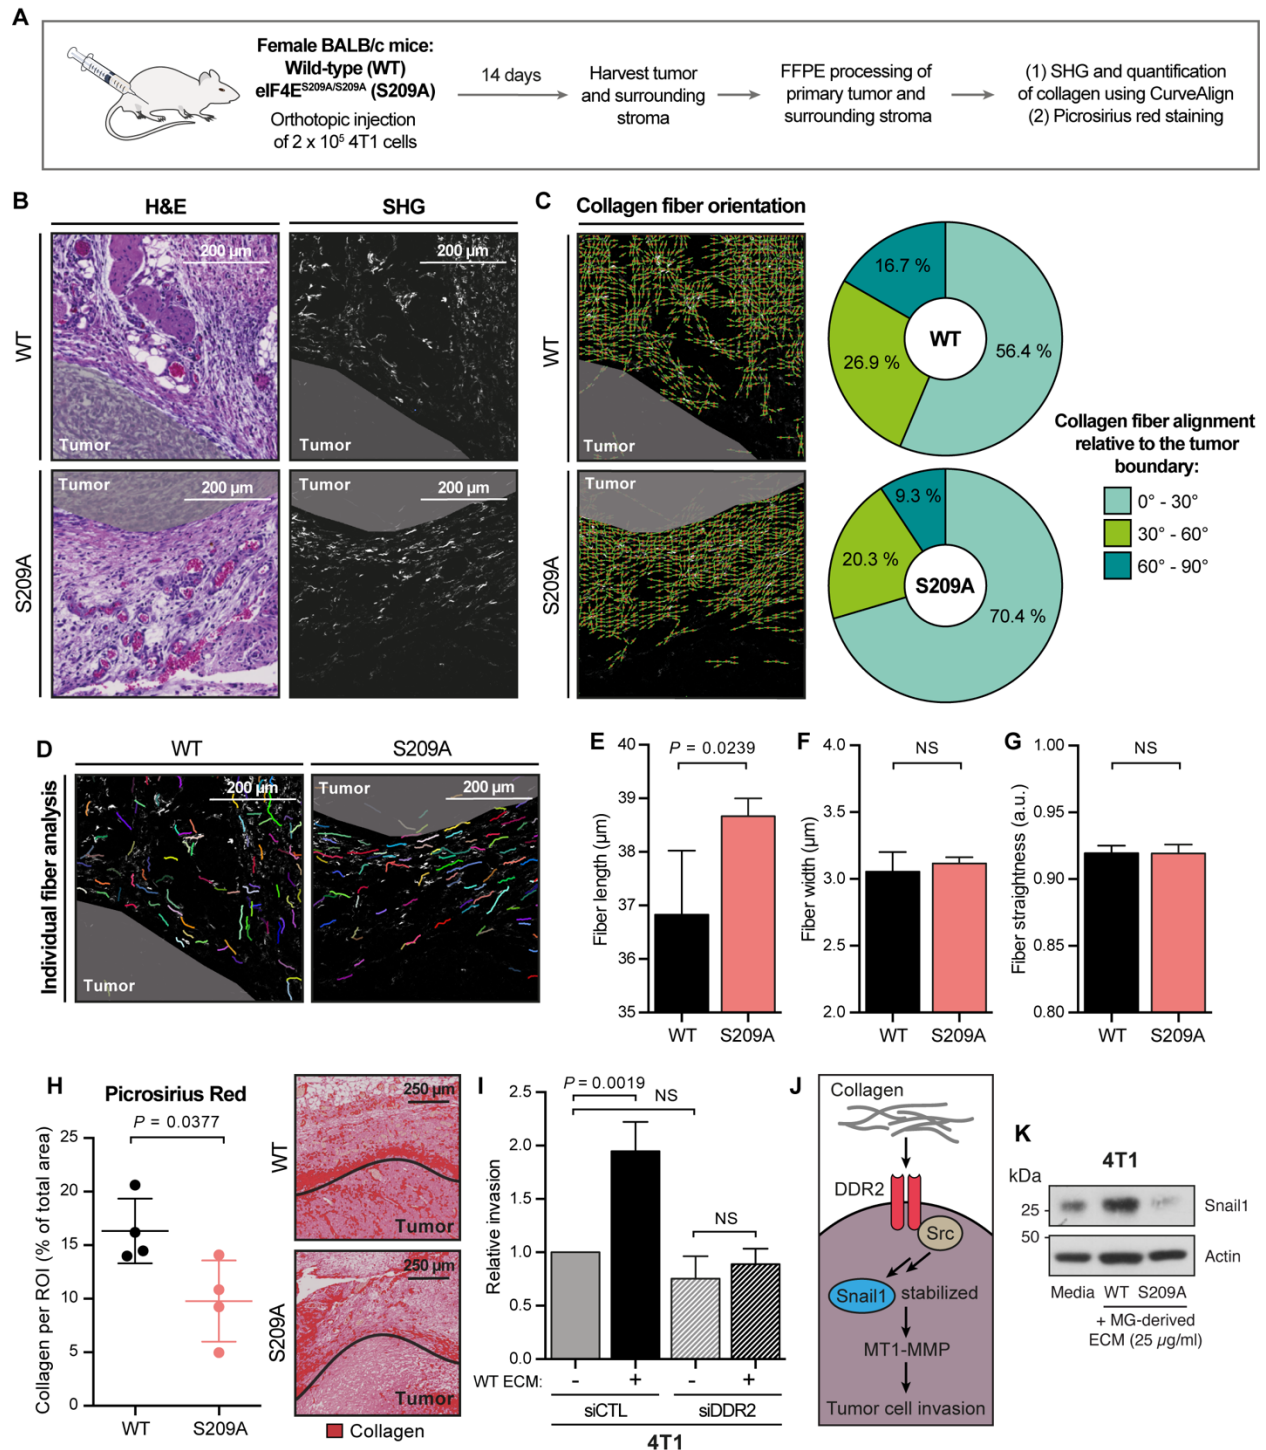 A
Female BALB/c mice:
Wild-type (WT)
eIF4E^S209A/S209A (S209A)
Orthotopic injection
of 2 x 10⁵ 4T1 cells
14 days
Harvest tumor
and surrounding
stroma
FFPE processing of
primary tumor and
surrounding stroma
(1) SHG and quantification
of collagen using CurveAlign
(2) Picrosirius red staining
B
H&E
SHG
WT
200 µm
Tumor
200 µm
S209A
Tumor
200 µm
200 µm
C
Collagen fiber orientation
WT
S209A
Tumor
16.7 %
26.9 %
56.4 %
WT
9.3 %
20.3 %
70.4 %
S209A
Collagen fiber alignment
relative to the tumor
boundary:
0° - 30°
30° - 60°
60° - 90°
D
WT
S209A
Individual fiber analysis
200 µm
Tumor
Tumor
200 µm
E
P = 0.0239
Fiber length (µm)
40
39
38
37
36
35
WT
S209A
F
NS
Fiber width (µm)
4.0
3.5
3.0
2.5
2.0
WT
S209A
G
NS
Fiber straightness (a.u.)
1.00
0.95
0.90
0.85
0.80
WT
S209A
H
Picrosirius Red
P = 0.0377
Collagen per ROI (% of total area)
25
20
15
10
5
0
WT
S209A
WT
250 µm
Tumor
S209A
250 µm
Tumor
Collagen
I
P = 0.0019
NS
NS
Relative invasion
2.5
2.0
1.5
1.0
0.5
0.0
WT ECM:
-
+
-
+
siCTL
siDDR2
4T1
J
Collagen
DDR2
Src
Snail1
stabilized
MT1-MMP
Tumor cell invasion
K
4T1
kDa
25 -
50 -
Snail1
Actin
Media
WT
S209A
+ MG-derived
ECM (25 µg/ml)